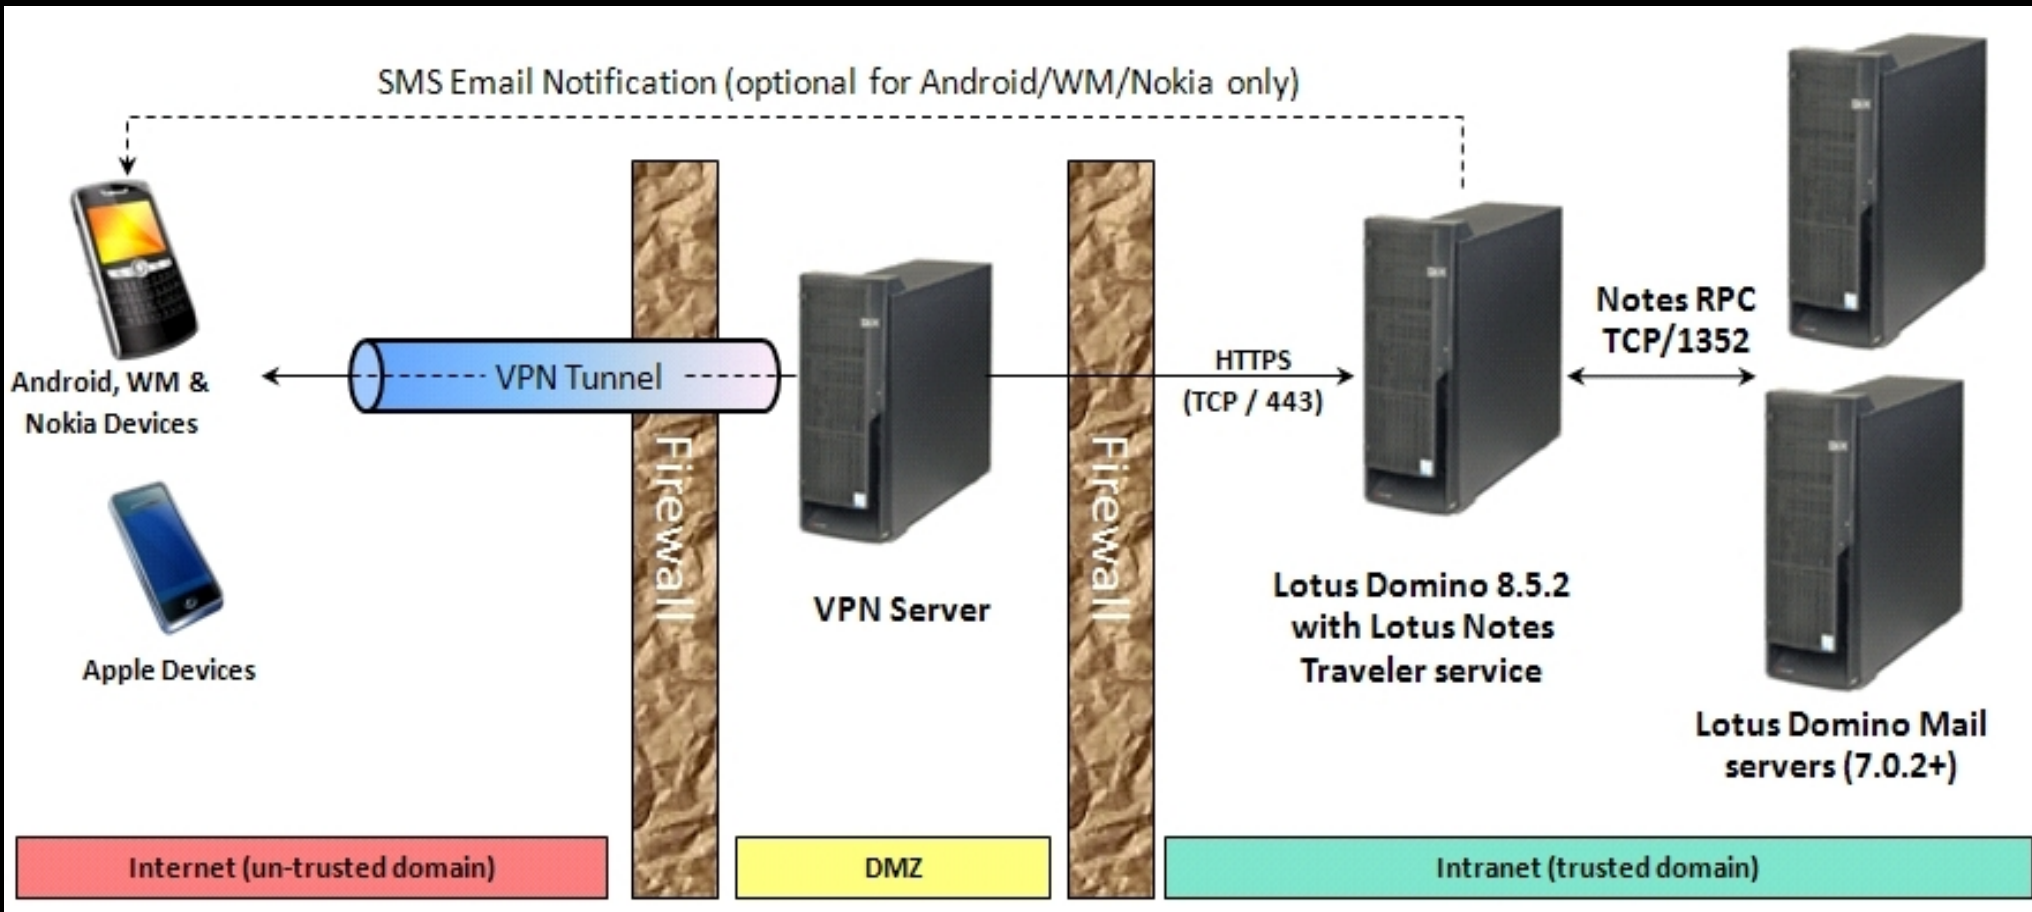 SMS Email Notification (optional for Android/WM/Nokia only)
Android, WM &
Nokia Devices
Apple Devices
VPN Tunnel
Firewall
VPN Server
Firewall
HTTPS
(TCP / 443)
Lotus Domino 8.5.2
with Lotus Notes
Traveler service
Notes RPC
TCP/1352
Lotus Domino Mail
servers (7.0.2+)
Internet (un-trusted domain)
DMZ
Intranet (trusted domain)